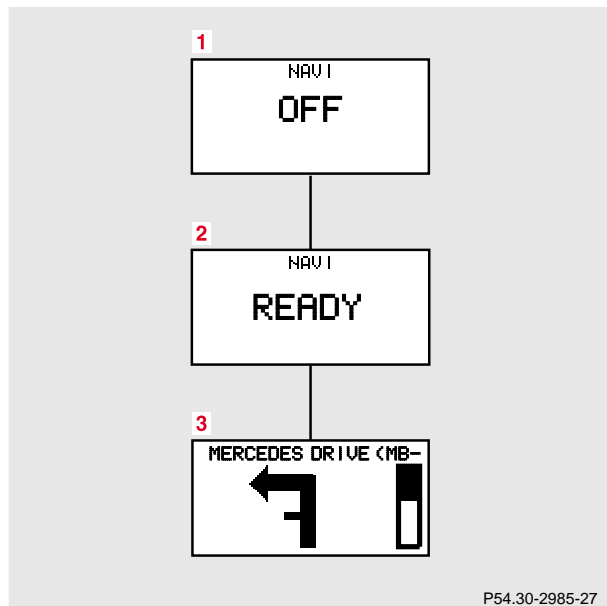 1
NAVI
OFF
2
NAVI
READY
3
MERCEDES DRIVE (MB-
P54.30-2985-27